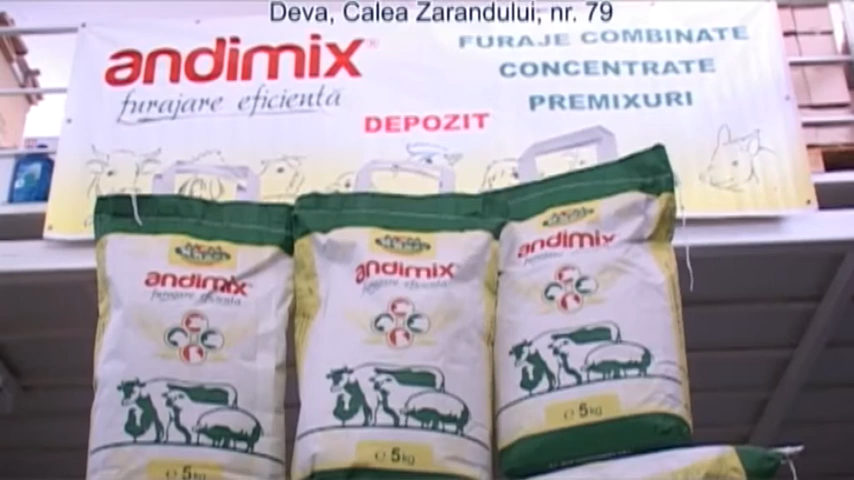 Deva, Calea Zarandului, nr. 79
andimix®
furajare eficientă
FURAJE COMBINATE
CONCENTRATE
PREMIXURI
DEPOZIT
andimix
furajare eficientă
℮ 5kg
andimix
furajare eficientă
℮ 5kg
andimix
furajare
℮ 5kg